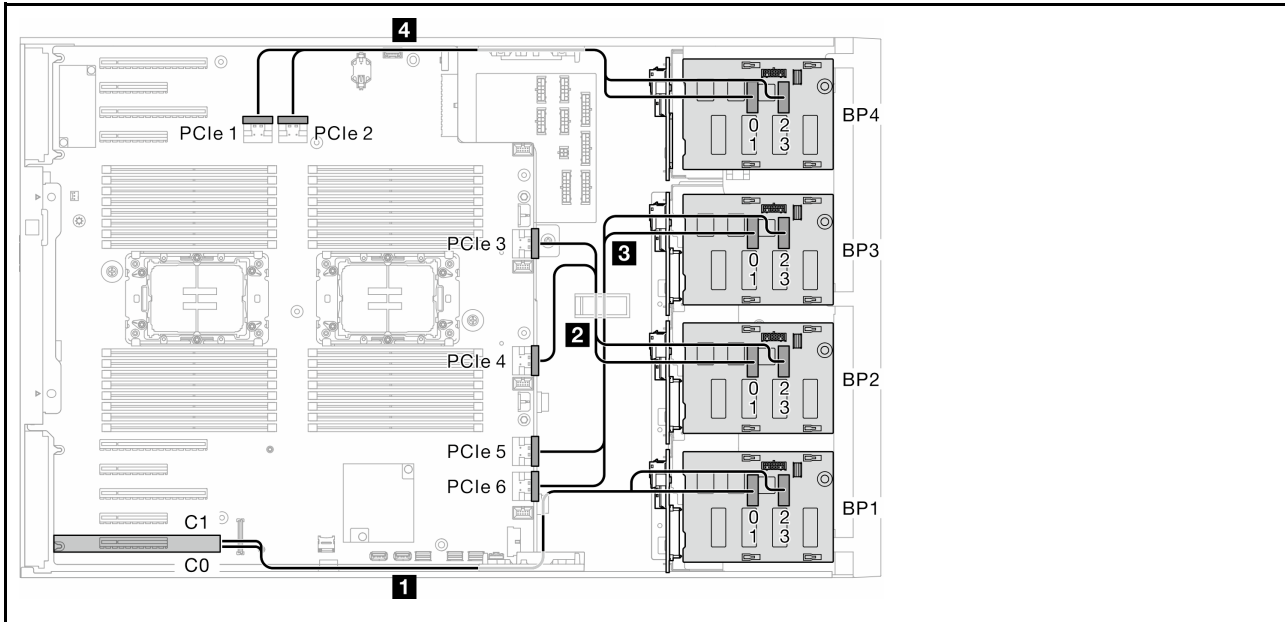 4
PCIe 1
PCIe 2
0 2
1 3
BP4
PCIe 3
3
0 2
1 3
BP3
2
PCIe 4
0 2
1 3
BP2
PCIe 5
PCIe 6
0 2
1 3
BP1
C1
C0
1